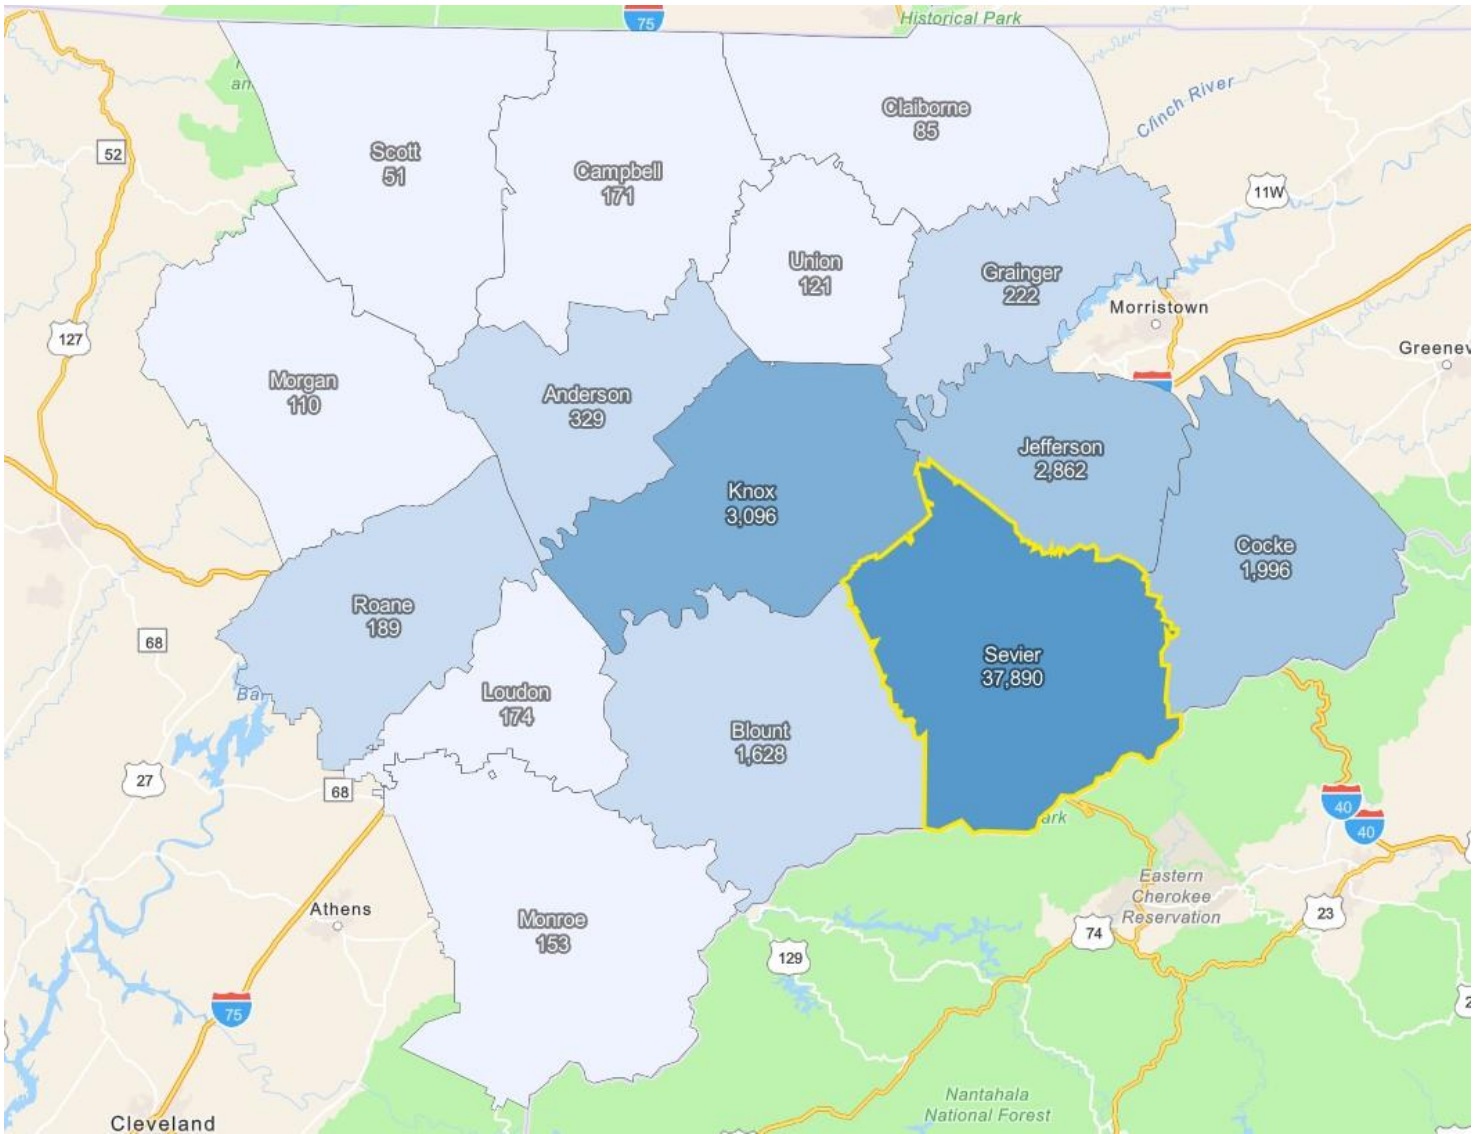 75
Historical Park
Clinch River
Claiborne
85
52
Scott
51
Campbell
171
11W
Union
121
Grainger
222
Morristown
127
Greenev
Morgan
110
Anderson
329
Jefferson
2,862
Knox
3,096
Cocke
1,996
Roane
189
68
Sevier
37,890
Loudon
174
Ba
Blount
1,628
27
68
40
40
ark
Eastern
Cherokee
Reservation
Athens
Monroe
153
74
23
129
75
2
Nantahala
National Forest
Cleveland